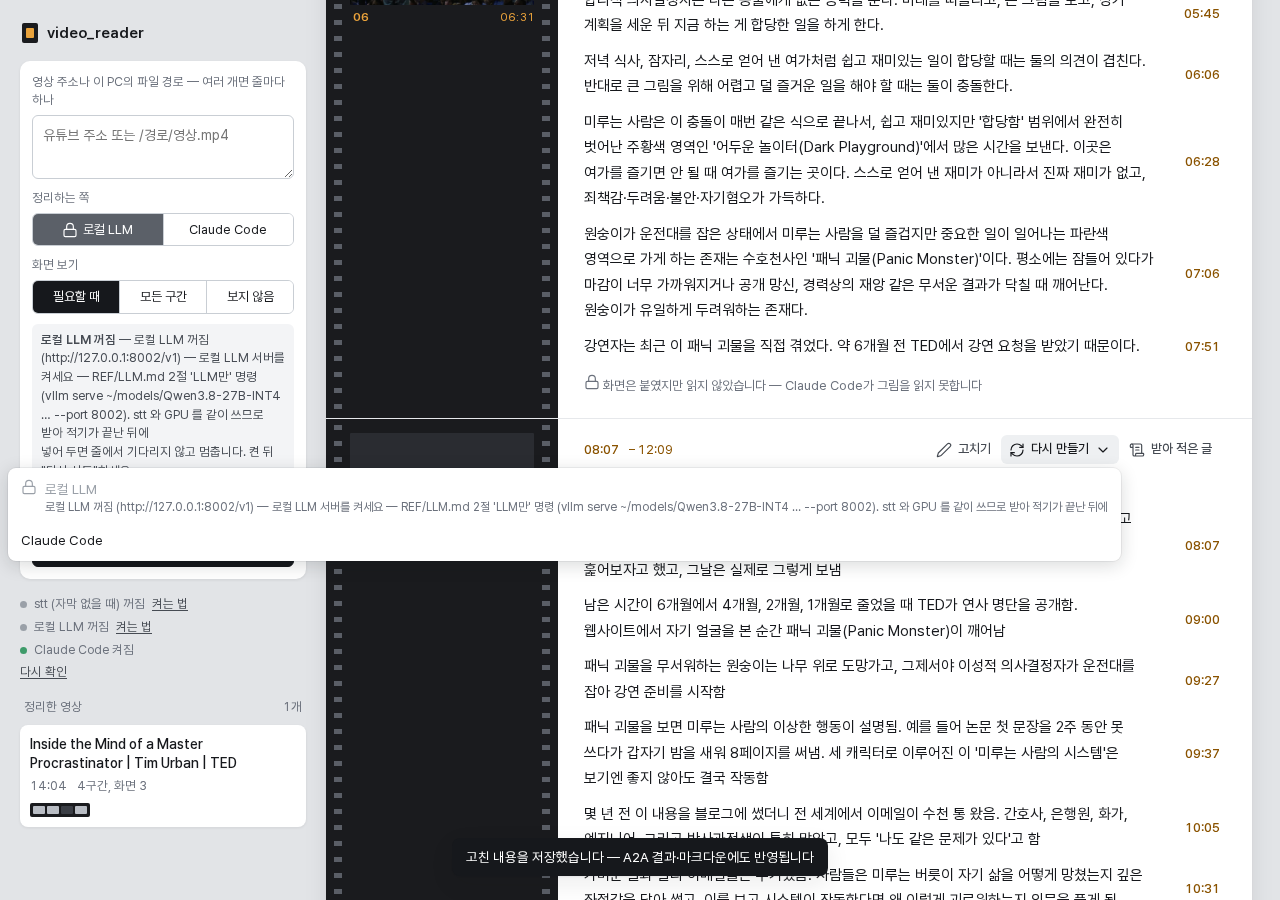 video_reader
영상 주소나 이 PC의 파일 경로 — 여러 개면 줄마다
하나
유튜브 주소 또는 /경로/영상.mp4
정리하는 쪽
로컬 LLM
Claude Code
화면 보기
필요할 때
모든 구간
보지 않음
로컬 LLM 꺼짐 — 로컬 LLM 꺼짐
(http://127.0.0.1:8002/v1) — 로컬 LLM 서버를
켜세요 — REF/LLM.md 2절 'LLM만' 명령
(vllm serve ~/models/Qwen3.8-27B-INT4
... --port 8002). stt 와 GPU 를 같이 쓰므로
받아 적기가 끝난 뒤에
넣어 두면 줄에서 기다리지 않고 멈춥니다. 켠 뒤
stt (자막 없을 때) 꺼짐 켜는 법
로컬 LLM 꺼짐 켜는 법
Claude Code 켜짐
다시 확인
정리한 영상
1개
Inside the Mind of a Master
Procrastinator | Tim Urban | TED
14:04 4구간, 화면 3
06
06:31
계획을 세운 뒤 지금 하는 게 합당한 일을 하게 한다.
05:45
저녁 식사, 잠자리, 스스로 얻어 낸 여가처럼 쉽고 재미있는 일이 합당할 때는 둘의 의견이 겹친다.
반대로 큰 그림을 위해 어렵고 덜 즐거운 일을 해야 할 때는 둘이 충돌한다.
06:06
미루는 사람은 이 충돌이 매번 같은 식으로 끝나서, 쉽고 재미있지만 '합당함' 범위에서 완전히
벗어난 주황색 영역인 '어두운 놀이터(Dark Playground)'에서 많은 시간을 보낸다. 이곳은
여가를 즐기면 안 될 때 여가를 즐기는 곳이다. 스스로 얻어 낸 재미가 아니라서 진짜 재미가 없고,
죄책감·두려움·불안·자기혐오가 가득하다.
06:28
원숭이가 운전대를 잡은 상태에서 미루는 사람을 덜 즐겁지만 중요한 일이 일어나는 파란색
영역으로 가게 하는 존재는 수호천사인 '패닉 괴물(Panic Monster)'이다. 평소에는 잠들어 있다가
마감이 너무 가까워지거나 공개 망신, 경력상의 재앙 같은 무서운 결과가 닥칠 때 깨어난다.
원숭이가 유일하게 두려워하는 존재다.
07:06
강연자는 최근 이 패닉 괴물을 직접 겪었다. 약 6개월 전 TED에서 강연 요청을 받았기 때문이다.
07:51
화면은 붙였지만 읽지 않았습니다 — Claude Code가 그림을 읽지 못합니다
08:07 – 12:09
고치기
다시 만들기
받아 적은 글
로컬 LLM
로컬 LLM 꺼짐 (http://127.0.0.1:8002/v1) — 로컬 LLM 서버를 켜세요 — REF/LLM.md 2절 'LLM만' 명령 (vllm serve ~/models/Qwen3.8-27B-INT4 ... --port 8002). stt 와 GPU 를 같이 쓰므로 받아 적기가 끝난 뒤에
Claude Code
고
08:07
훑어보자고 했고, 그날은 실제로 그렇게 보냄
남은 시간이 6개월에서 4개월, 2개월, 1개월로 줄었을 때 TED가 연사 명단을 공개함.
웹사이트에서 자기 얼굴을 본 순간 패닉 괴물(Panic Monster)이 깨어남
09:00
패닉 괴물을 무서워하는 원숭이는 나무 위로 도망가고, 그제서야 이성적 의사결정자가 운전대를
잡아 강연 준비를 시작함
09:27
패닉 괴물을 보면 미루는 사람의 이상한 행동이 설명됨. 예를 들어 논문 첫 문장을 2주 동안 못
쓰다가 갑자기 밤을 새워 8페이지를 써냄. 세 캐릭터로 이루어진 이 '미루는 사람의 시스템'은
보기엔 좋지 않아도 결국 작동함
09:37
몇 년 전 이 내용을 블로그에 썼더니 전 세계에서 이메일이 수천 통 왔음. 간호사, 은행원, 화가,
모두 '나도 같은 문제가 있다'고 함
10:05
고친 내용을 저장했습니다 — A2A 결과·마크다운에도 반영됩니다
사람들은 미루는 버릇이 자기 삶을 어떻게 망쳤는지 깊은
10:31